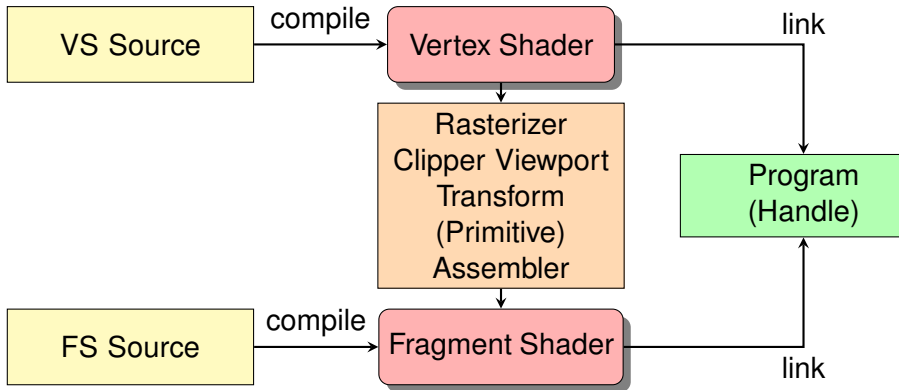 VS Source
compile
Vertex Shader
link
Rasterizer
Clipper Viewport
Transform
(Primitive)
Assembler
Program
(Handle)
FS Source
compile
Fragment Shader
link